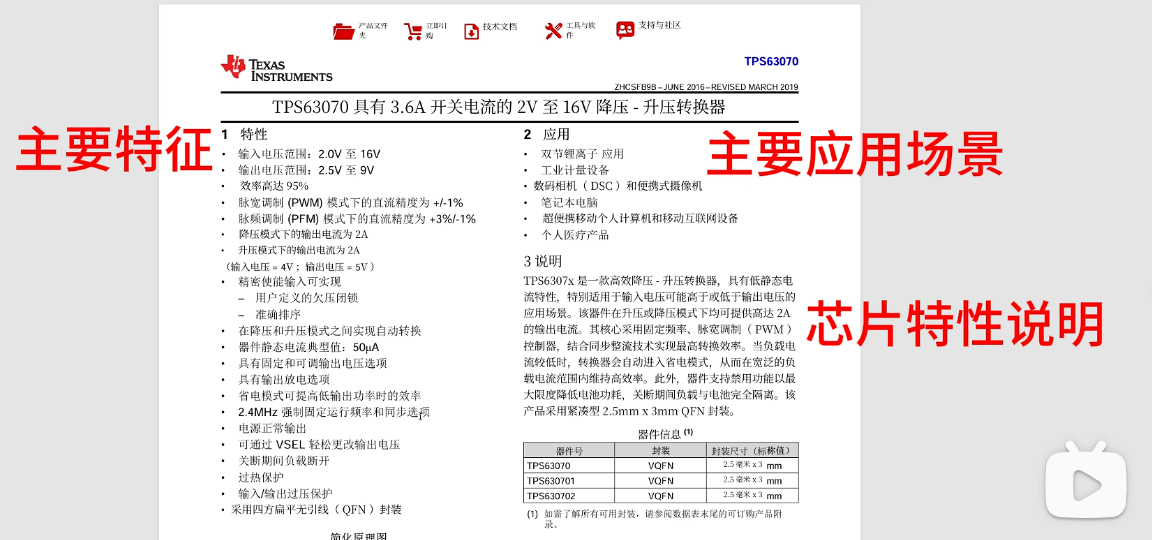 产品文件
夹
立即订
购
技术文档
工具与软
件
支持与社区
TEXAS
INSTRUMENTS
TPS63070
ZHCSFB9B – JUNE 2016 – REVISED MARCH 2019
TPS63070 具有 3.6A 开关电流的 2V 至 16V 降压 - 升压转换器
主要特征
1 特性
• 输入电压范围：2.0V 至 16V
• 输出电压范围：2.5V 至 9V
• 效率高达 95%
• 脉宽调制 (PWM) 模式下的直流精度为 +/-1%
• 脉频调制 (PFM) 模式下的直流精度为 +3%/-1%
• 降压模式下的输出电流为 2A
• 升压模式下的输出电流为 2A
（输入电压 = 4V；输出电压 = 5V）
• 精密使能输入可实现
– 用户定义的欠压闭锁
– 准确排序
• 在降压和升压模式之间实现自动转换
• 器件静态电流典型值：50μA
• 具有固定和可调输出电压选项
• 具有输出放电选项
• 省电模式可提高低输出功率时的效率
• 2.4MHz 强制固定运行频率和同步选项
• 电源正常输出
• 可通过 VSEL 轻松更改输出电压
• 关断期间负载断开
• 过热保护
• 输入/输出过压保护
• 采用四方扁平无引线（QFN）封装
简化原理图
2 应用
主要应用场景
• 双节锂离子 应用
• 工业计量设备
• 数码相机（DSC）和便携式摄像机
• 笔记本电脑
• 超便携移动个人计算机和移动互联网设备
• 个人医疗产品
3 说明
芯片特性说明
TPS6307x 是一款高效降压 - 升压转换器，具有低静态电
流特性，特别适用于输入电压可能高于或低于输出电压的
应用场景。该器件在升压或降压模式下均可提供高达 2A
的输出电流。其核心采用固定频率、脉宽调制（PWM）
控制器，结合同步整流技术实现最高转换效率。当负载电
流较低时，转换器会自动进入省电模式，从而在宽泛的负
载电流范围内维持高效率。此外，器件支持禁用功能以最
大限度降低电池功耗，关断期间负载与电池完全隔离。该
产品采用紧凑型 2.5mm x 3mm QFN 封装。
器件信息 (1)
器件号 封装 封装尺寸（标称值）
TPS63070 VQFN 2.5 毫米 x 3 mm
TPS630701 VQFN 2.5 毫米 x 3 mm
TPS630702 VQFN 2.5 毫米 x 3 mm
(1) 如需了解所有可用封装，请参阅数据表末尾的可订购产品附
录。